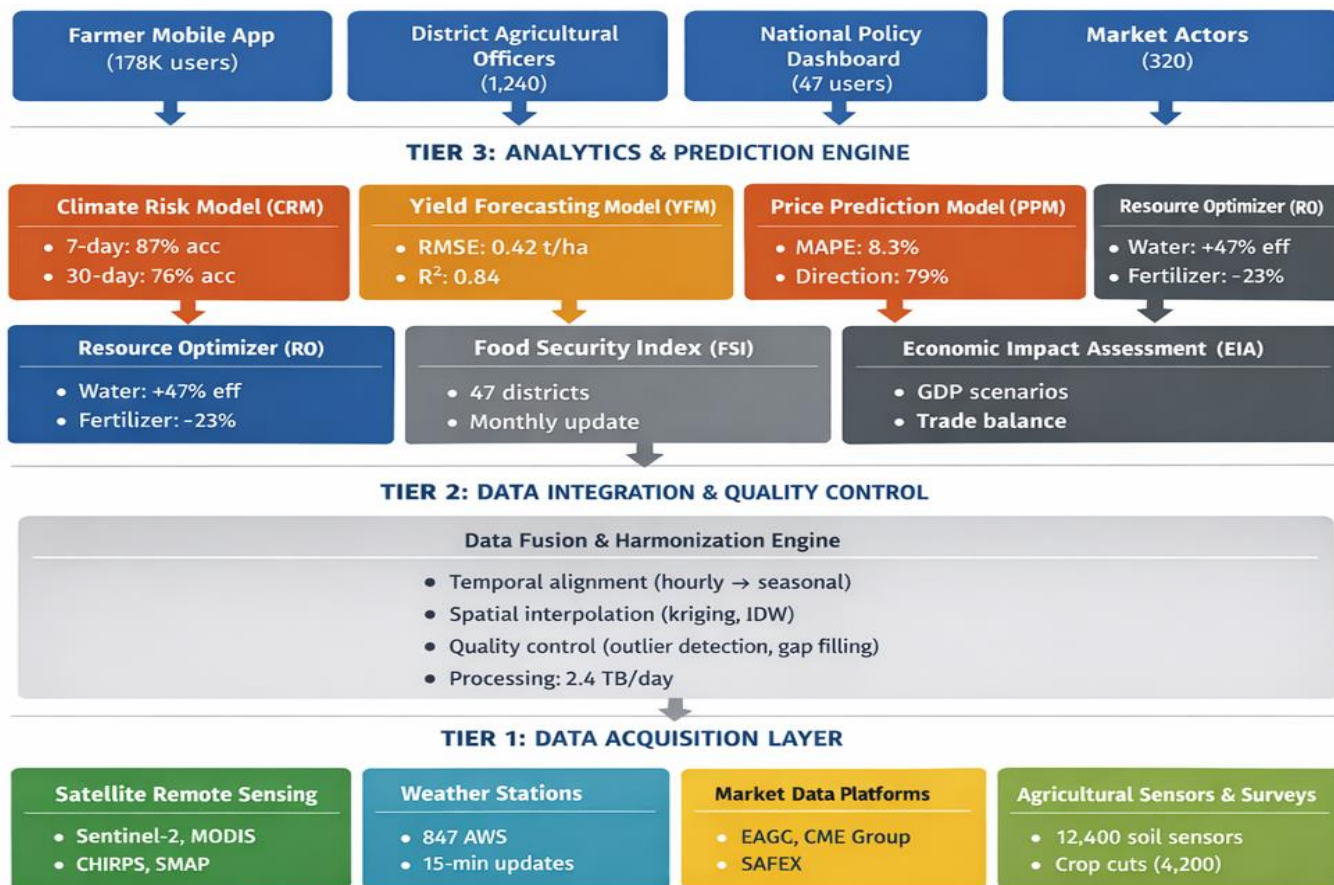 Farmer Mobile App
(178K users)
District Agricultural
Officers
(1,240)
National Policy
Dashboard
(47 users)
Market Actors
(320)
TIER 3: ANALYTICS & PREDICTION ENGINE
Climate Risk Model (CRM)
• 7-day: 87% acc
• 30-day: 76% acc
Yield Forecasting Model (YFM)
• RMSE: 0.42 t/ha
• R²: 0.84
Price Prediction Model (PPM)
• MAPE: 8.3%
• Direction: 79%
Resource Optimizer (RO)
• Water: +47% eff
• Fertilizer: -23%
Resource Optimizer (RO)
• Water: +47% eff
• Fertilizer: -23%
Food Security Index (FSI)
• 47 districts
• Monthly update
Economic Impact Assessment (EIA)
• GDP scenarios
• Trade balance
TIER 2: DATA INTEGRATION & QUALITY CONTROL
Data Fusion & Harmonization Engine
• Temporal alignment (hourly → seasonal)
• Spatial interpolation (kriging, IDW)
• Quality control (outlier detection, gap filling)
• Processing: 2.4 TB/day
TIER 1: DATA ACQUISITION LAYER
Satellite Remote Sensing
• Sentinel-2, MODIS
• CHIRPS, SMAP
Weather Stations
• 847 AWS
• 15-min updates
Market Data Platforms
• EAGC, CME Group
• SAFEX
Agricultural Sensors & Surveys
• 12,400 soil sensors
• Crop cuts (4,200)